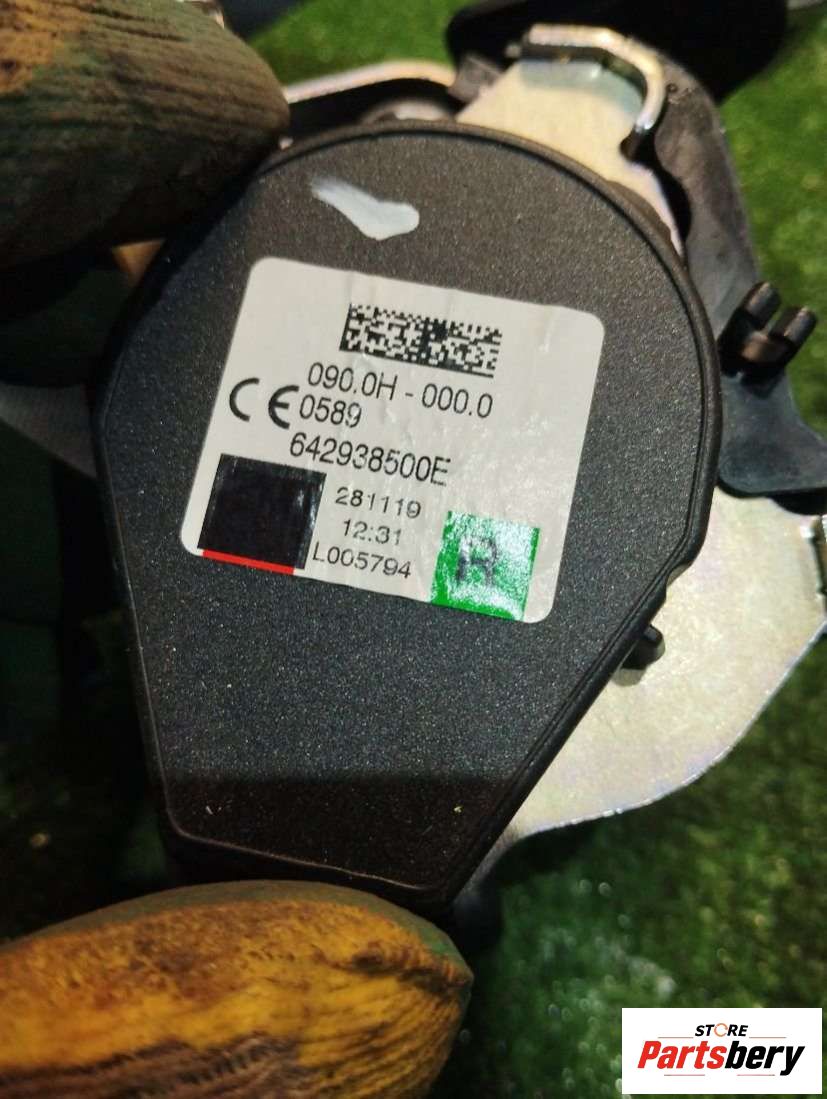 090.0H - 000.0
CE 0589
642938500E
281119
12:31
L005794
R
STORE
Partsbery